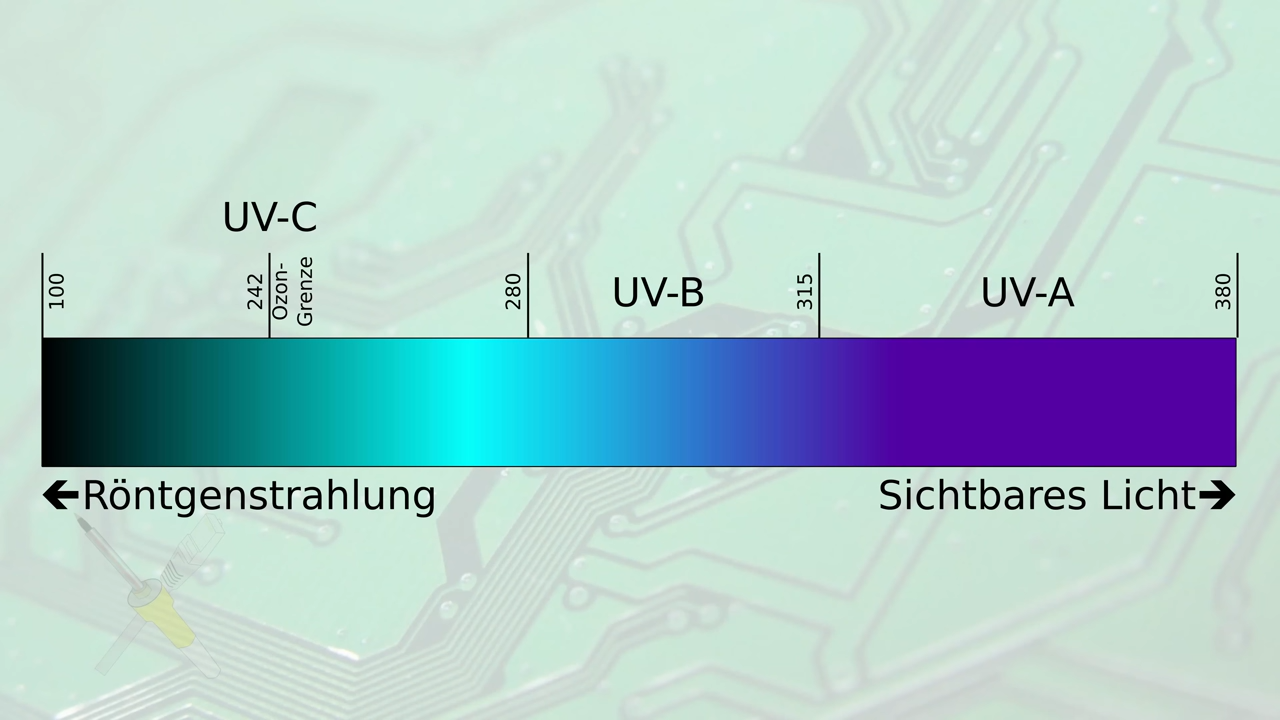 UV-C
100
242
Ozon-
Grenze
280
UV-B
315
UV-A
380
🡸Röntgenstrahlung
Sichtbares Licht🡺